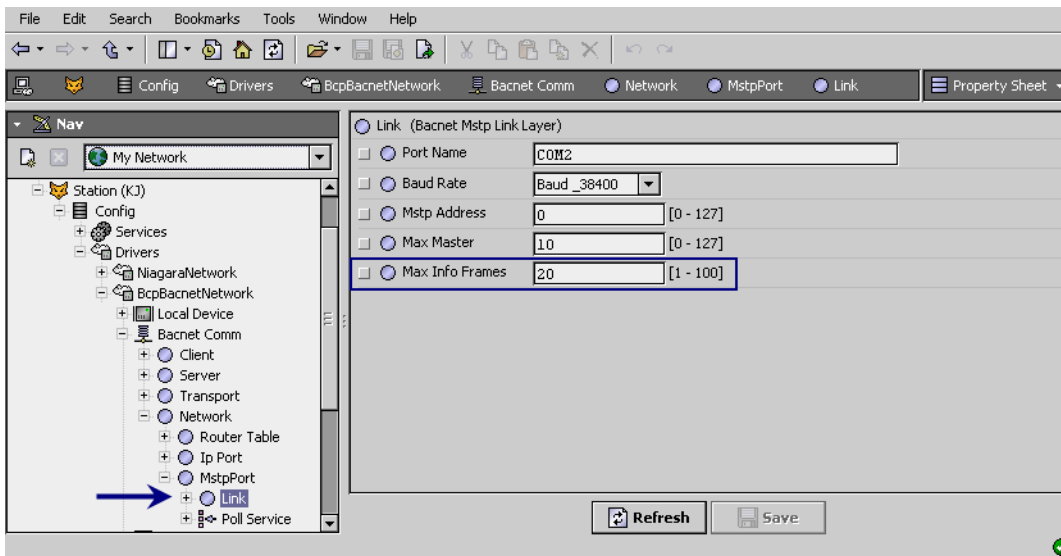 File Edit Search Bookmarks Tools Window Help
Config Drivers BcpBacnetNetwork Bacnet Comm Network MstpPort Link Property Sheet
Nav
My Network
Station (KJ)
Config
Services
Drivers
NiagaraNetwork
BcpBacnetNetwork
Local Device
Bacnet Comm
Client
Server
Transport
Network
Router Table
Ip Port
MstpPort
Link
Poll Service
Link (Bacnet Mstp Link Layer)
Port Name COM2
Baud Rate Baud _38400
Mstp Address 0 [0 - 127]
Max Master 10 [0 - 127]
Max Info Frames 20 [1 - 100]
Refresh Save